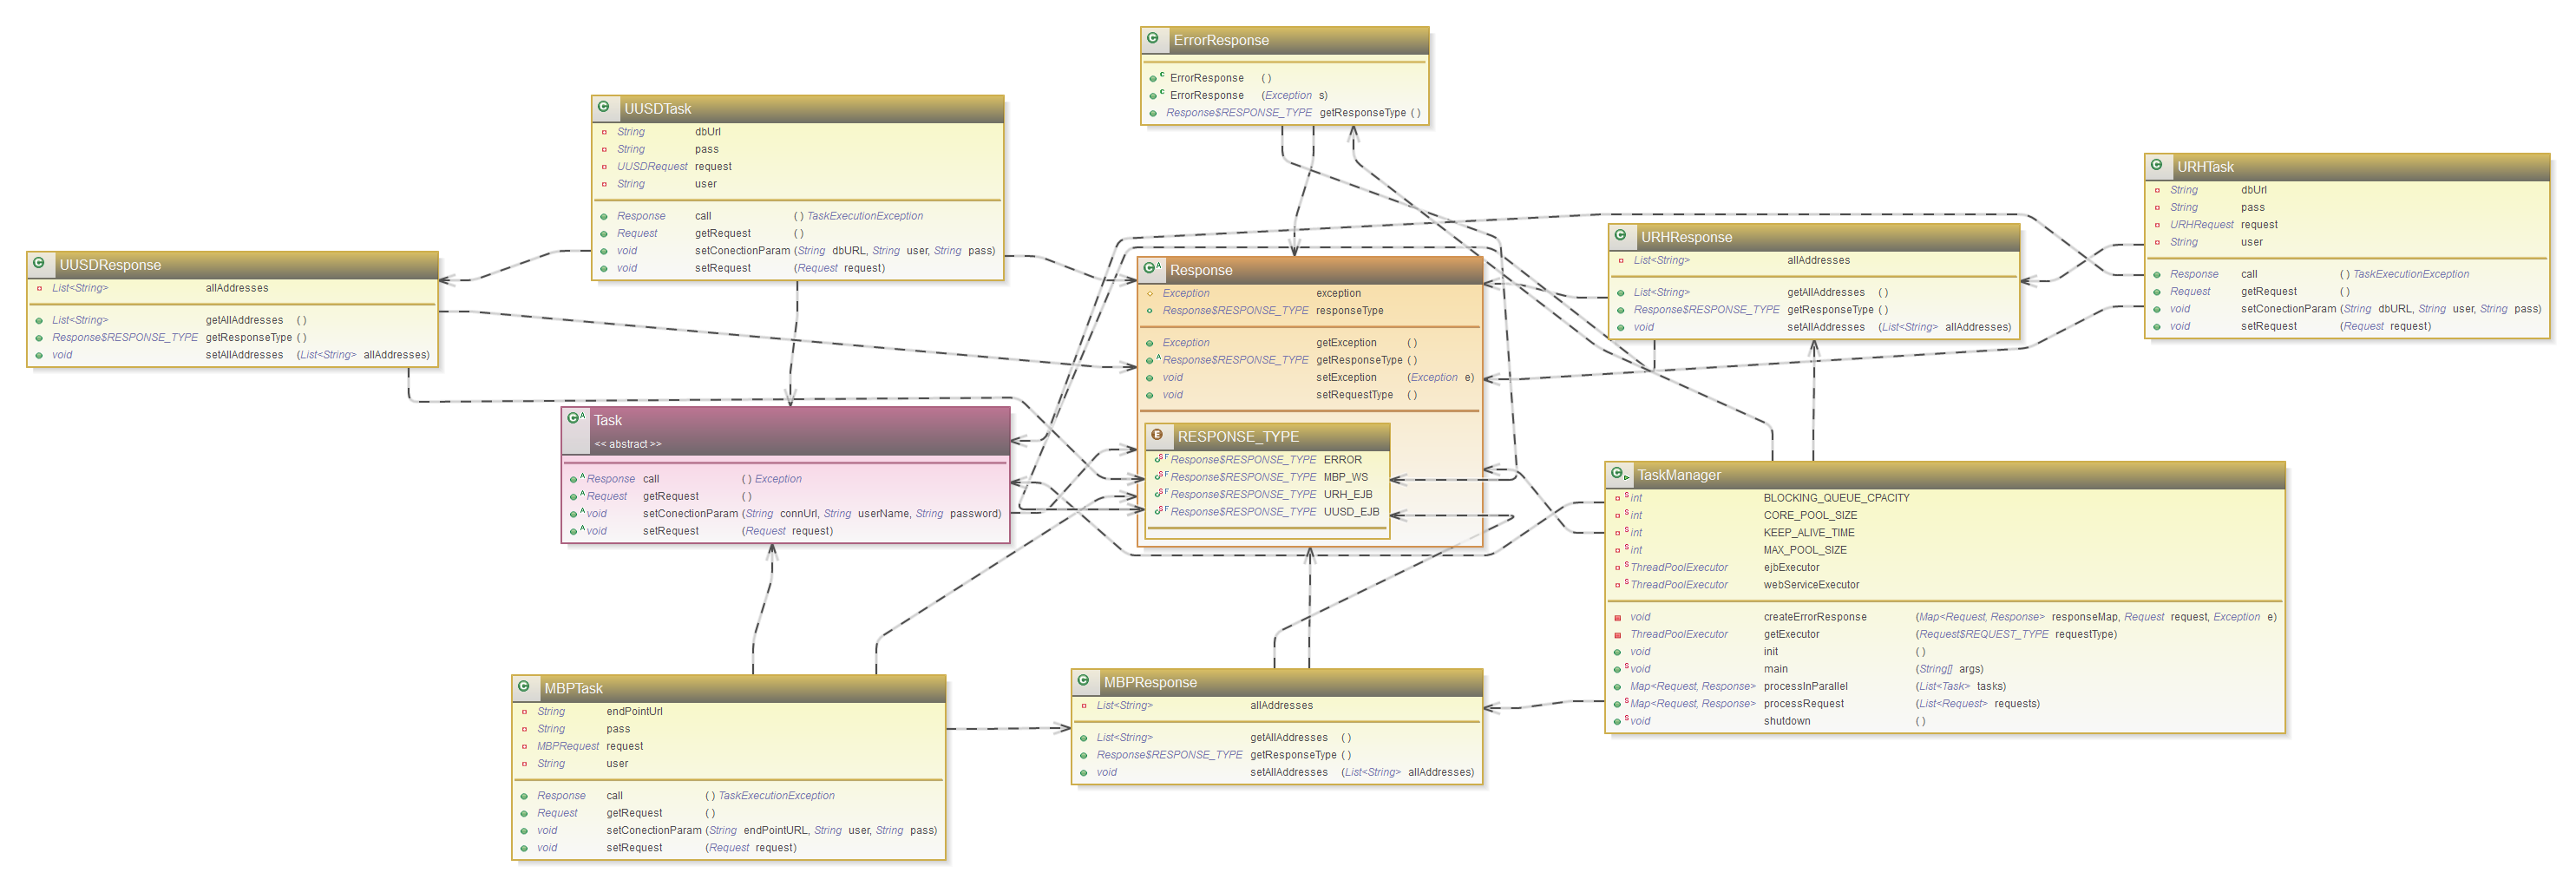 ErrorResponse
ErrorResponse ( )
ErrorResponse (Exception s)
Response$RESPONSE_TYPE getResponseType ( )
UUSDTask
String dbUrl
String pass
UUSDRequest request
String user
Response call ( ) TaskExecutionException
Request getRequest ( )
void setConectionParam (String dbURL, String user, String pass)
void setRequest (Request request)
URHTask
String dbUrl
String pass
URHRequest request
String user
Response call ( ) TaskExecutionException
Request getRequest ( )
void setConectionParam (String dbURL, String user, String pass)
void setRequest (Request request)
UUSDResponse
List<String> allAddresses
List<String> getAllAddresses ( )
Response$RESPONSE_TYPE getResponseType ( )
void setAllAddresses (List<String> allAddresses)
Response
Exception exception
Response$RESPONSE_TYPE responseType
Exception getException ( )
Response$RESPONSE_TYPE getResponseType ( )
void setException (Exception e)
void setRequestType ( )
RESPONSE_TYPE
Response$RESPONSE_TYPE ERROR
Response$RESPONSE_TYPE MBP_WS
Response$RESPONSE_TYPE URH_EJB
Response$RESPONSE_TYPE UUSD_EJB
URHResponse
List<String> allAddresses
List<String> getAllAddresses ( )
Response$RESPONSE_TYPE getResponseType ( )
void setAllAddresses (List<String> allAddresses)
Task
<< abstract >>
Response call ( ) Exception
Request getRequest ( )
void setConectionParam (String connUrl, String userName, String password)
void setRequest (Request request)
TaskManager
int BLOCKING_QUEUE_CPACITY
int CORE_POOL_SIZE
int KEEP_ALIVE_TIME
int MAX_POOL_SIZE
ThreadPoolExecutor ejbExecutor
ThreadPoolExecutor webServiceExecutor
void createErrorResponse (Map<Request, Response> responseMap, Request request, Exception e)
ThreadPoolExecutor getExecutor (Request$REQUEST_TYPE requestType)
void init ( )
void main (String[] args)
Map<Request, Response> processInParallel (List<Task> tasks)
Map<Request, Response> processRequest (List<Request> requests)
void shutdown ( )
MBPTask
String endPointUrl
String pass
MBPRequest request
String user
Response call ( ) TaskExecutionException
Request getRequest ( )
void setConectionParam (String endPointURL, String user, String pass)
void setRequest (Request request)
MBPResponse
List<String> allAddresses
List<String> getAllAddresses ( )
Response$RESPONSE_TYPE getResponseType ( )
void setAllAddresses (List<String> allAddresses)